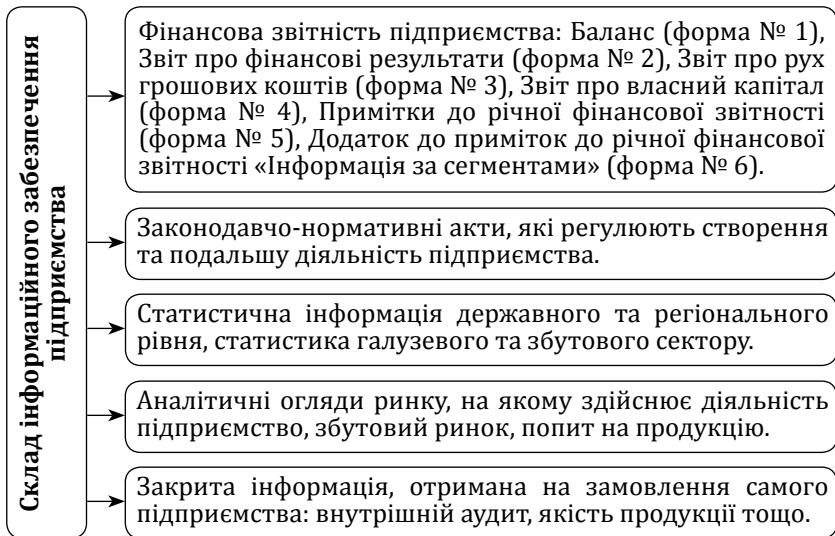 Склад інформаційного забезпечення
підприємства
Фінансова звітність підприємства: Баланс (форма № 1),
Звіт про фінансові результати (форма № 2), Звіт про рух
грошових коштів (форма № 3), Звіт про власний капітал
(форма № 4), Примітки до річної фінансової звітності
(форма № 5), Додаток до приміток до річної фінансової
звітності «Інформація за сегментами» (форма № 6).
Законодавчо-нормативні акти, які регулюють створення
та подальшу діяльність підприємства.
Статистична інформація державного та регіонального
рівня, статистика галузевого та збутового сектору.
Аналітичні огляди ринку, на якому здійснює діяльність
підприємство, збутовий ринок, попит на продукцію.
Закрита інформація, отримана на замовлення самого
підприємства: внутрішній аудит, якість продукції тощо.